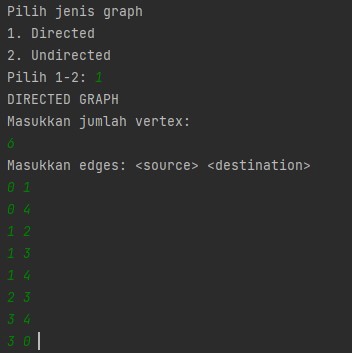 Pilih jenis graph
1. Directed
2. Undirected
Pilih 1-2: 1
DIRECTED GRAPH
Masukkan jumlah vertex:
6
Masukkan edges: <source> <destination>
0 1
0 4
1 2
1 3
1 4
2 3
3 4
3 0